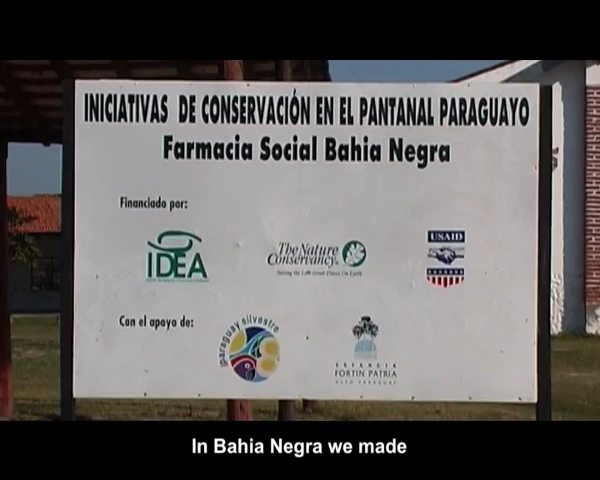 INICIATIVAS DE CONSERVACIÓN EN EL PANTANAL PARAGUAYO
Farmacia Social Bahia Negra
Financiado por:
IDEA
The Nature Conservancy
Saving the Last Great Places On Earth
USAID
Con el apoyo de:
paraguay silvestre
ESTANCIA
FORTIN PATRIA
ALTO PARAGUAY
In Bahia Negra we made